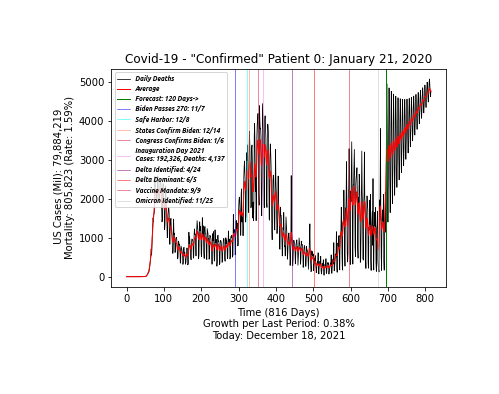 Covid-19 - "Confirmed" Patient 0: January 21, 2020
US Cases (Mil): 79,884,219
Mortality: 805,823 (Rate: 1.59%)
5000
4000
3000
2000
1000
0
Daily Deaths
Average
Forecast: 120 Days->
Biden Passes 270: 11/7
Safe Harbor: 12/8
States Confirm Biden: 12/14
Congress Confirms Biden: 1/6
Inauguration Day 2021
Cases: 192,326, Deaths: 4,137
Delta Identified: 4/24
Delta Dominant: 6/5
Vaccine Mandate: 9/9
Omicron Identified: 11/25
0 100 200 300 400 500 600 700 800
Time (816 Days)
Growth per Last Period: 0.38%
Today: December 18, 2021